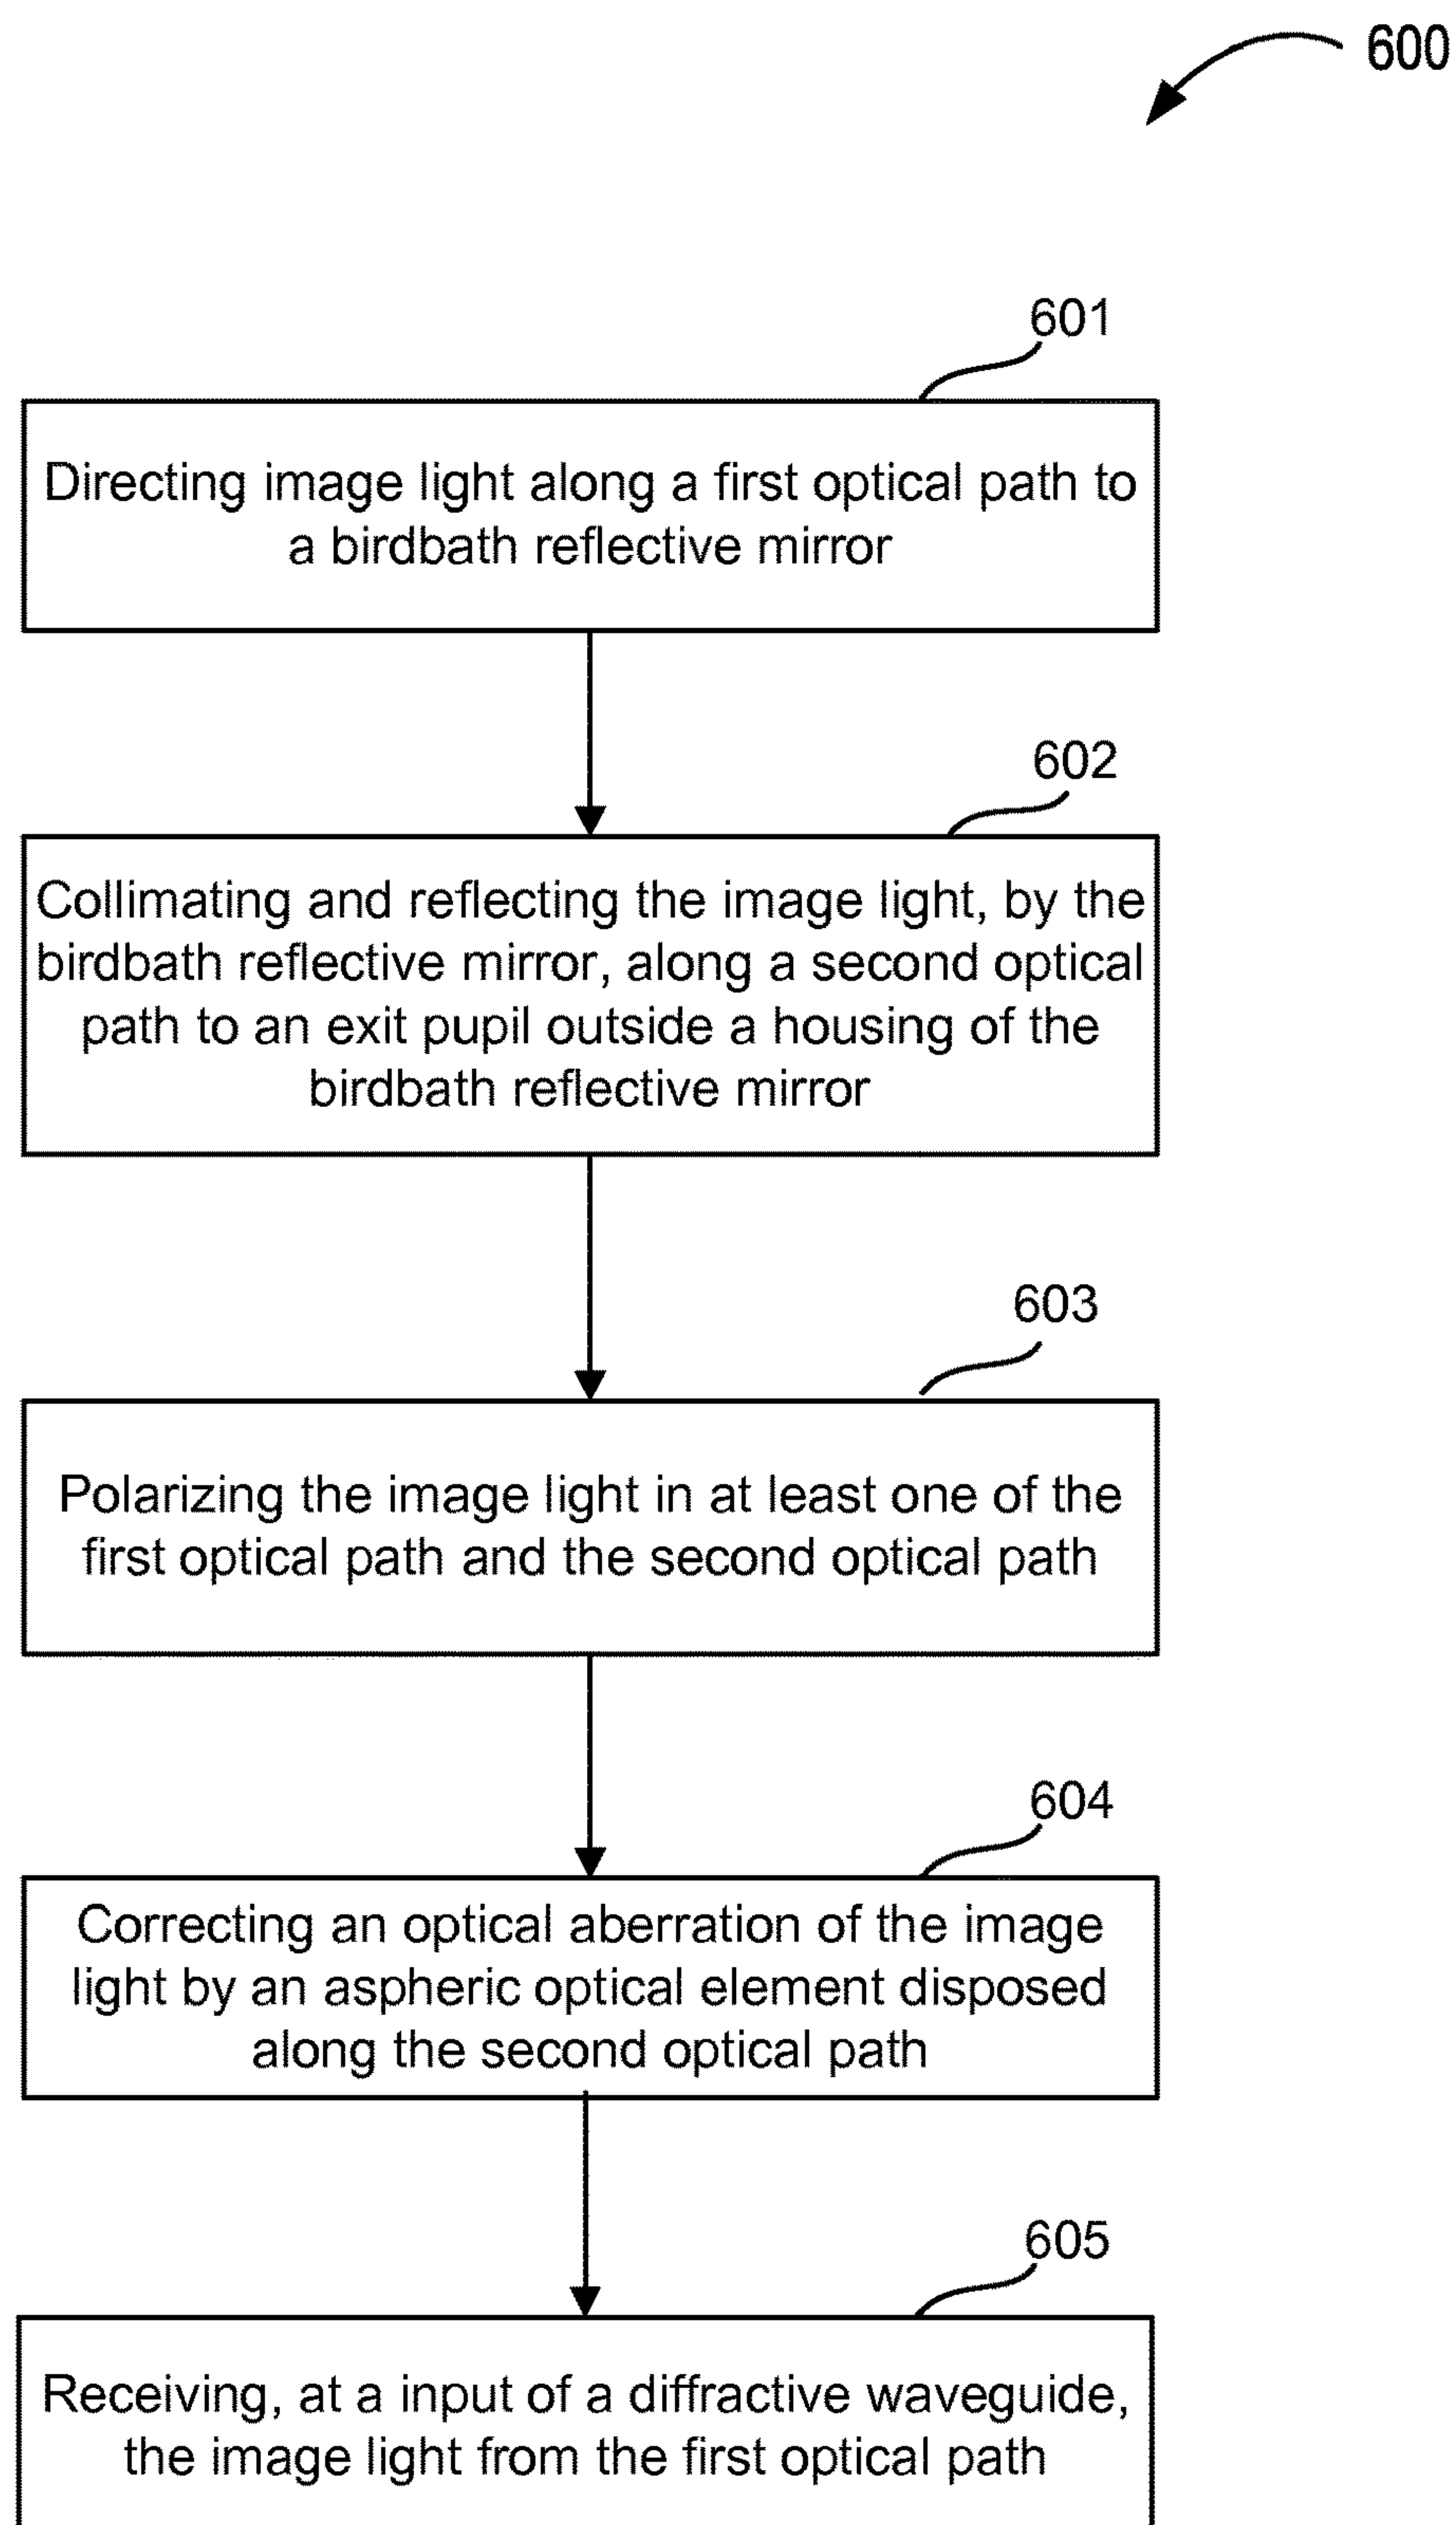 600
601
Directing image light along a first optical path to
a birdbath reflective mirror
602
Collimating and reflecting the image light, by the
birdbath reflective mirror, along a second optical
path to an exit pupil outside a housing of the
birdbath reflective mirror
603
Polarizing the image light in at least one of the
first optical path and the second optical path
604
Correcting an optical aberration of the image
light by an aspheric optical element disposed
along the second optical path
605
Receiving, at a input of a diffractive waveguide,
the image light from the first optical path